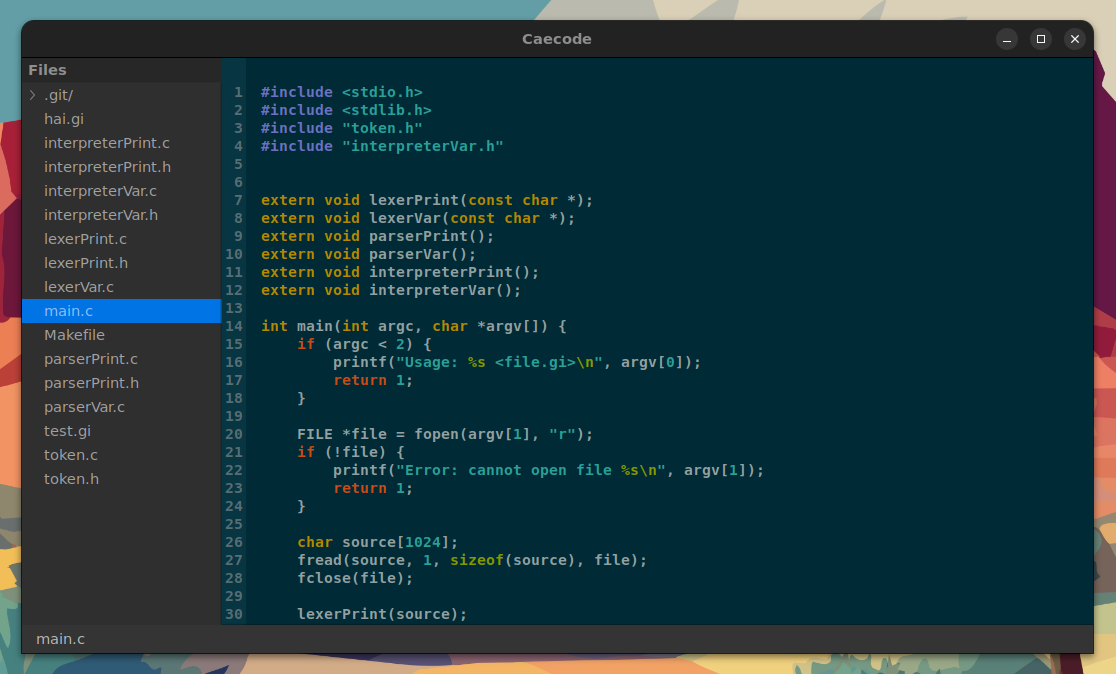 Caecode
Files
.git/
hai.gi
interpreterPrint.c
interpreterPrint.h
interpreterVar.c
interpreterVar.h
lexerPrint.c
lexerPrint.h
lexerVar.c
main.c
Makefile
parserPrint.c
parserPrint.h
parserVar.c
test.gi
token.c
token.h
1 #include <stdio.h>
2 #include <stdlib.h>
3 #include "token.h"
4 #include "interpreterVar.h"
5
6
7 extern void lexerPrint(const char *);
8 extern void lexerVar(const char *);
9 extern void parserPrint();
10 extern void parserVar();
11 extern void interpreterPrint();
12 extern void interpreterVar();
13
14 int main(int argc, char *argv[]) {
15     if (argc < 2) {
16         printf("Usage: %s <file.gi>\n", argv[0]);
17         return 1;
18     }
19
20     FILE *file = fopen(argv[1], "r");
21     if (!file) {
22         printf("Error: cannot open file %s\n", argv[1]);
23         return 1;
24     }
25
26     char source[1024];
27     fread(source, 1, sizeof(source), file);
28     fclose(file);
29
30     lexerPrint(source);
main.c